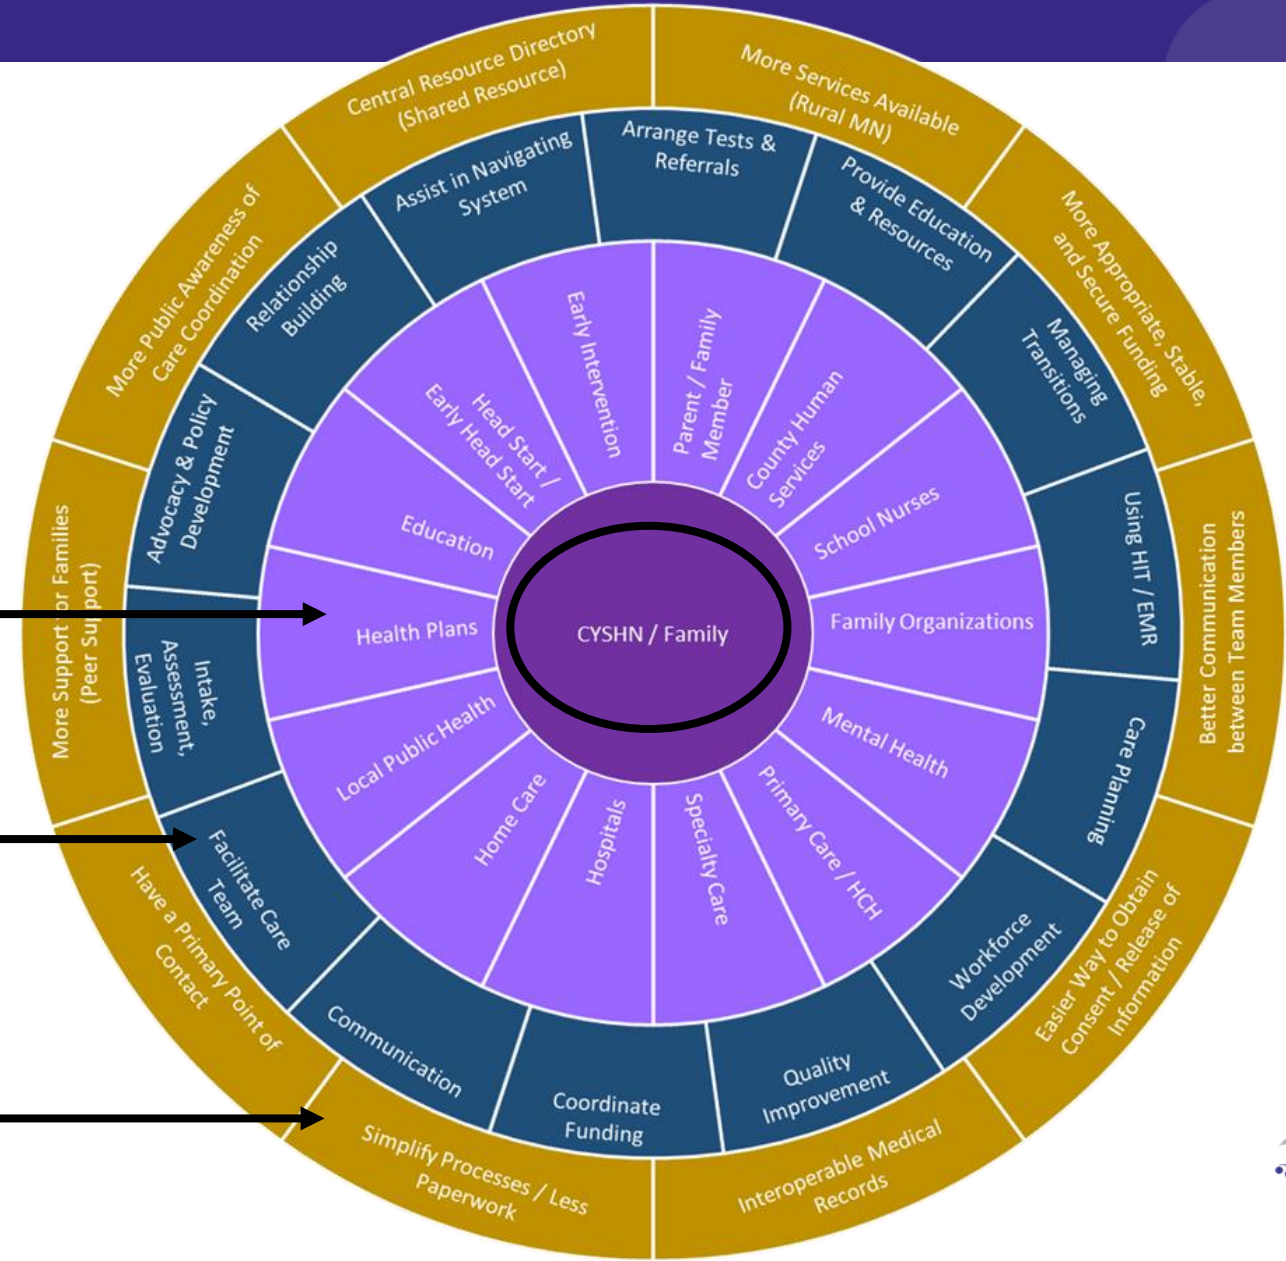 Central Resource Directory
(Shared Resource)
More Services Available
(Rural MN)
More Appropriate, Stable,
and Secure Funding
Better Communication
between Team Members
Easier Way to Obtain
Consent / Release of
Information
Interoperable Medical
Records
Simplify Processes / Less
Paperwork
Have a Primary Point of
Contact
More Support for Families
(Peer Support)
More Public Awareness of
Care Coordination
Arrange Tests &
Referrals
Provide Education
& Resources
Managing
Transitions
Using HIT / EMR
Care Planning
Workforce
Development
Quality
Improvement
Coordinate
Funding
Communication
Facilitate Care
Team
Intake,
Assessment,
Evaluation
Advocacy & Policy
Development
Relationship
Building
Assist in Navigating
System
Parent / Family
Member
County Human
Services
School Nurses
Family Organizations
Mental Health
Primary Care / HCH
Specialty Care
Hospitals
Home Care
Local Public Health
Health Plans
Education
Head Start /
Early Head Start
Early Intervention
CYSHN / Family